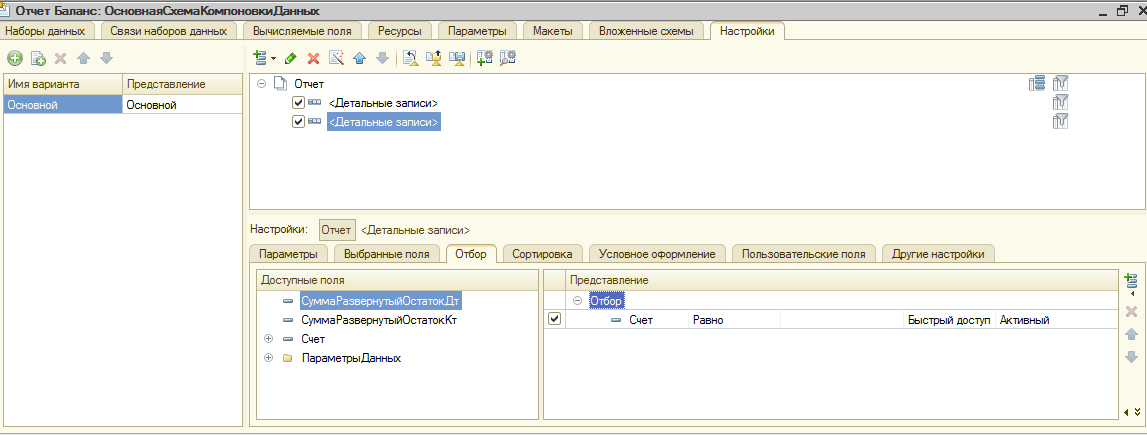 Отчет Баланс: ОсновнаяСхемаКомпоновкиДанных
Наборы данных Связи наборов данных Вычисляемые поля Ресурсы Параметры Макеты Вложенные схемы Настройки
Имя варианта Представление
Основной Основной
Отчет
<Детальные записи>
<Детальные записи>
Настройки: Отчет <Детальные записи>
Параметры Выбранные поля Отбор Сортировка Условное оформление Пользовательские поля Другие настройки
Доступные поля
СуммаРазвернутыйОстатокДт
СуммаРазвернутыйОстатокКт
Счет
ПараметрыДанных
Представление
Отбор
Счет Равно Быстрый доступ Активный